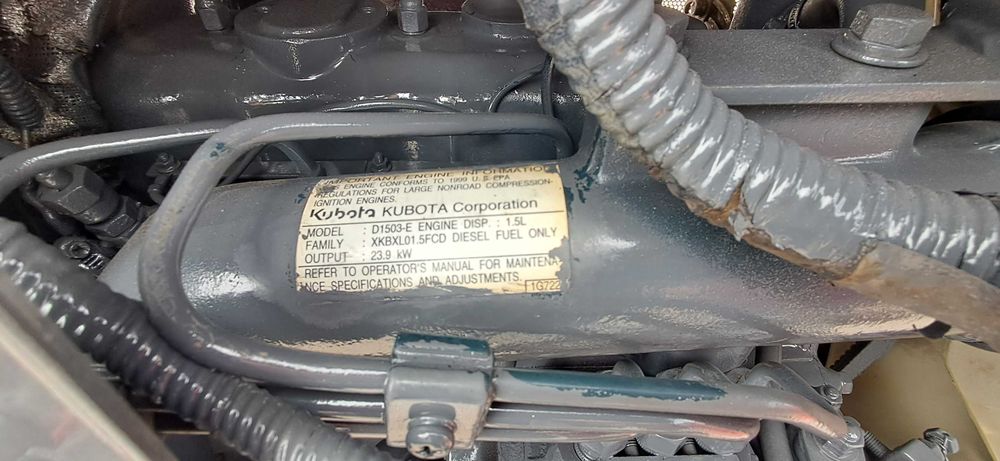 IMPORTANT ENGINE INFORMATION
THIS ENGINE CONFORMS TO 1999 U.S. EPA
REGULATIONS FOR LARGE NONROAD COMPRESSION-
IGNITION ENGINES.
Kubota KUBOTA Corporation
MODEL : D1503-E ENGINE DISP. : 1.5L
FAMILY : XKBXL01.5FCD DIESEL FUEL ONLY
OUTPUT : 23.9 kW
REFER TO OPERATOR'S MANUAL FOR MAINTENA-
NCE SPECIFICATIONS AND ADJUSTMENTS.
1G722